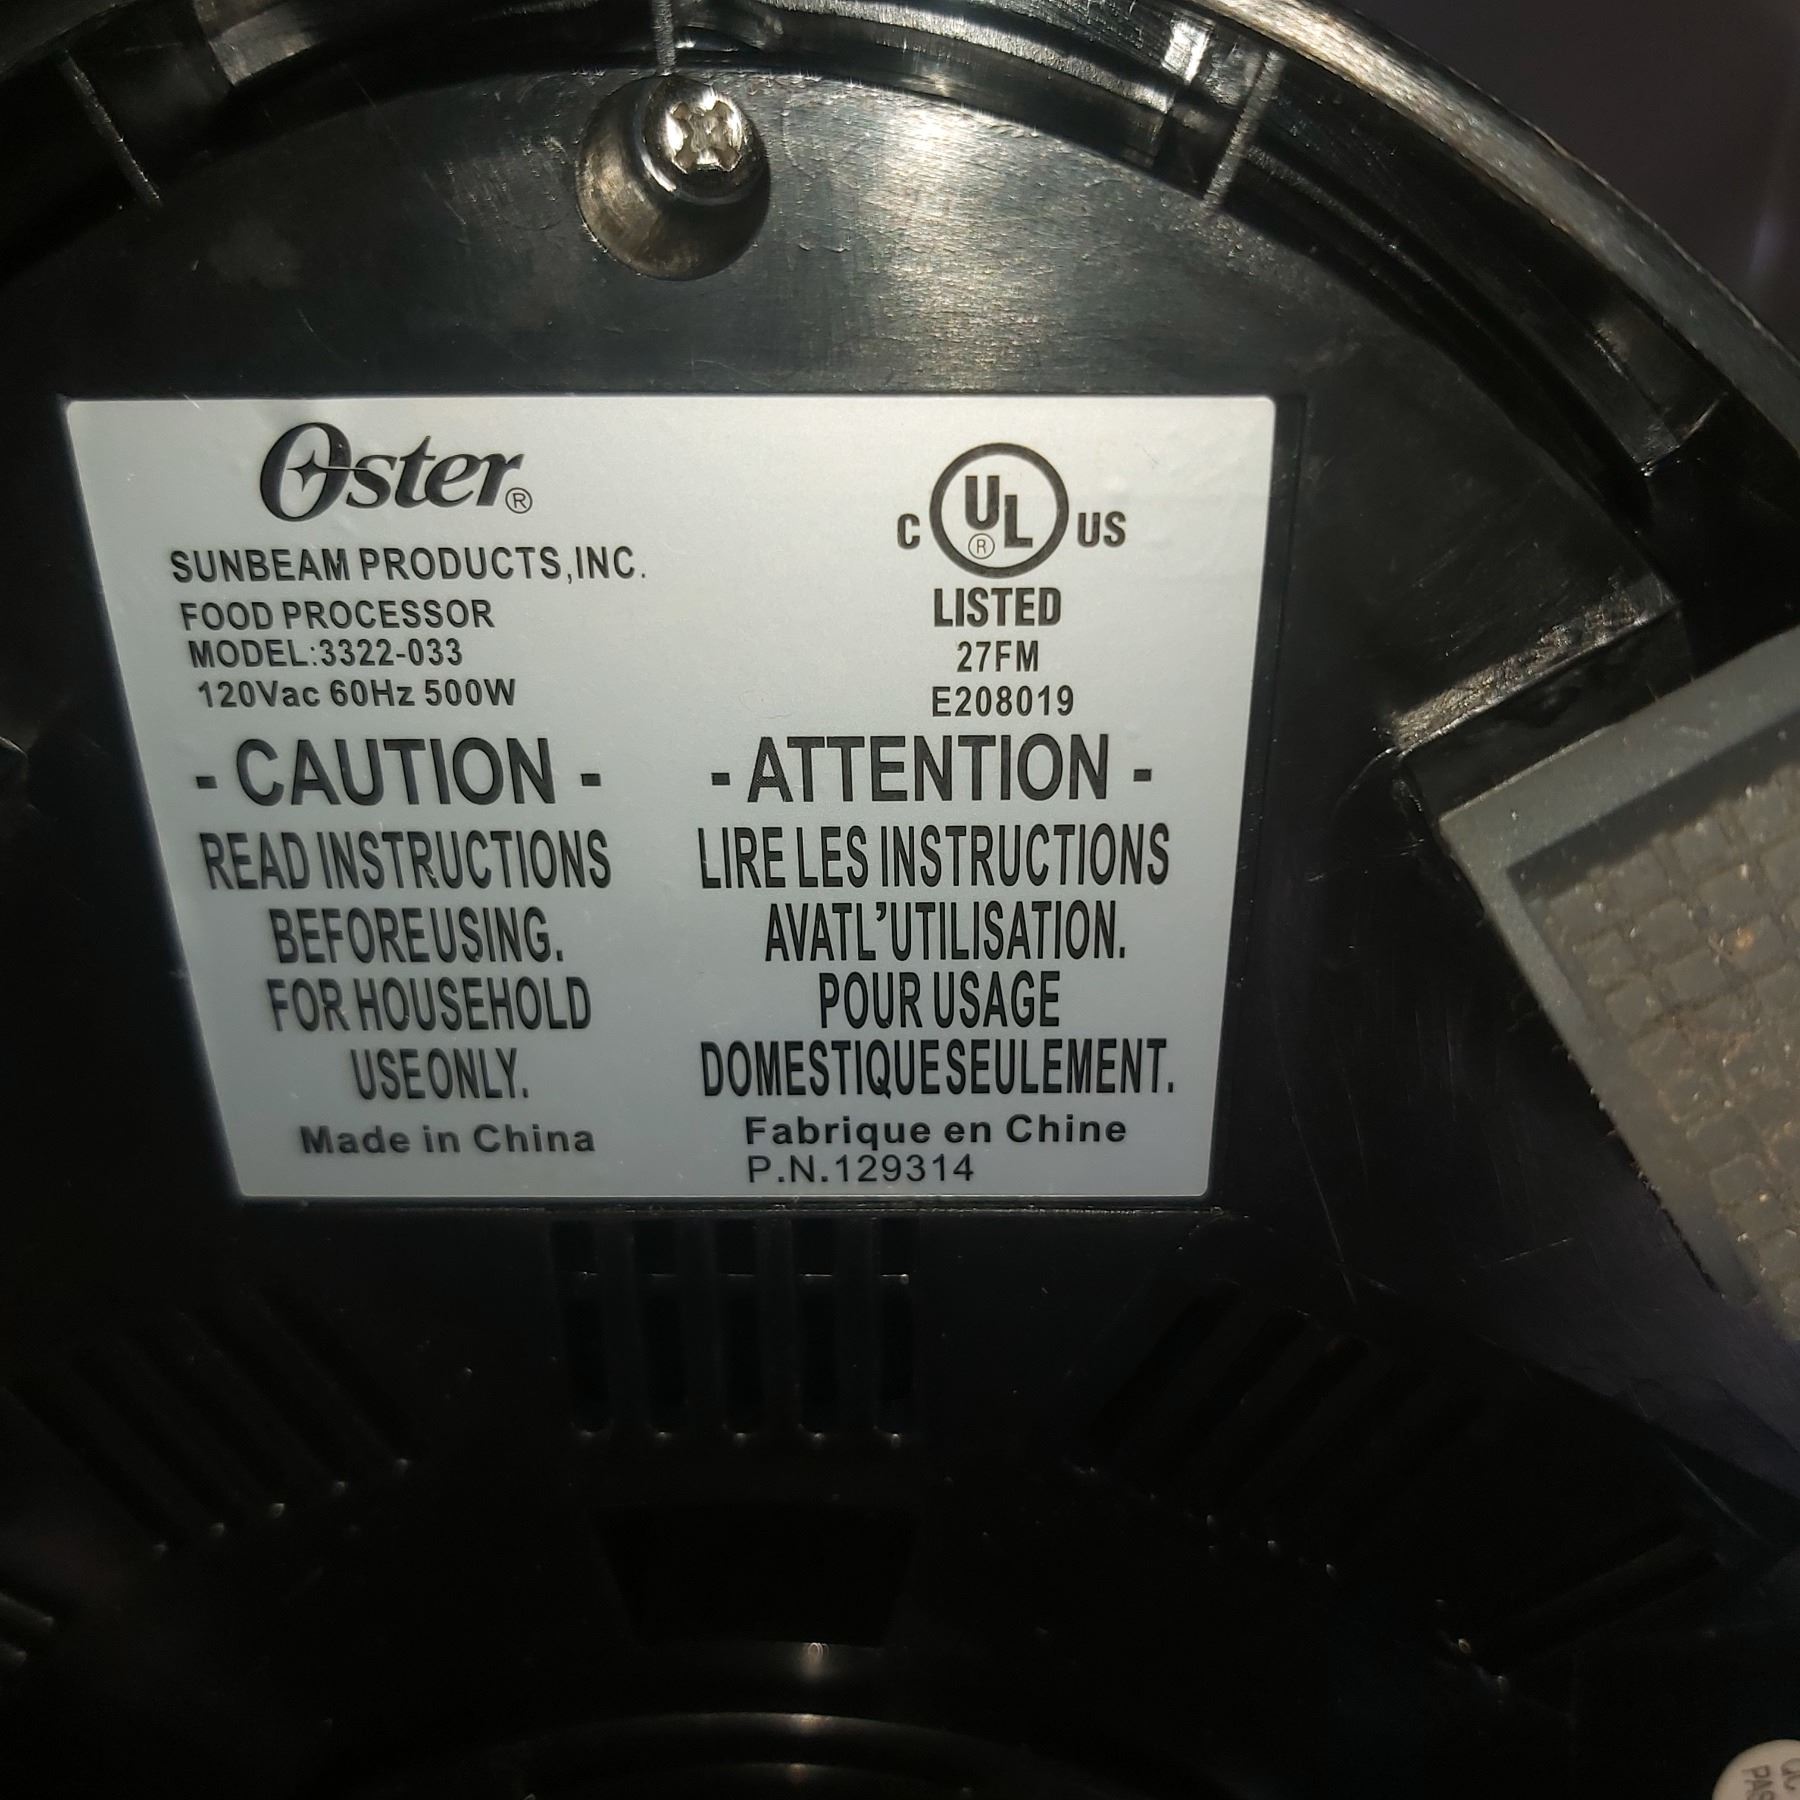 Oster®
SUNBEAM PRODUCTS,INC.
FOOD PROCESSOR
MODEL:3322-033
120Vac 60Hz 500W
C UL® US
LISTED
27FM
E208019
- CAUTION -
READ INSTRUCTIONS
BEFOREUSING.
FOR HOUSEHOLD
USEONLY.
Made in China
- ATTENTION -
LIRE LES INSTRUCTIONS
AVATL'UTILISATION.
POUR USAGE
DOMESTIQUESEULEMENT.
Fabrique en Chine
P.N.129314